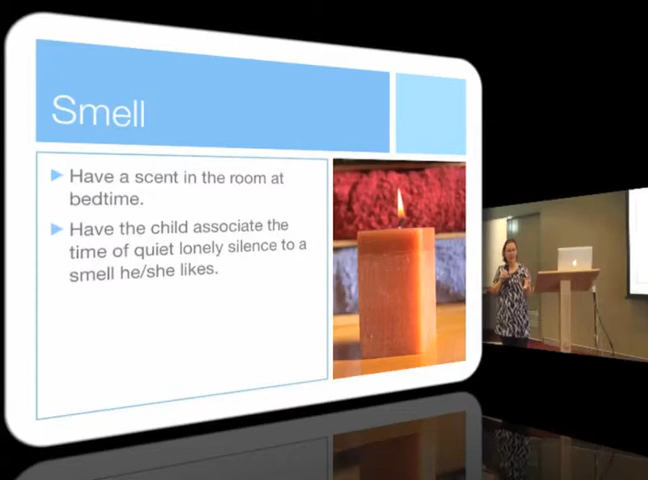 Smell
Have a scent in the room at
bedtime.
Have the child associate the
time of quiet lonely silence to a
smell he/she likes.